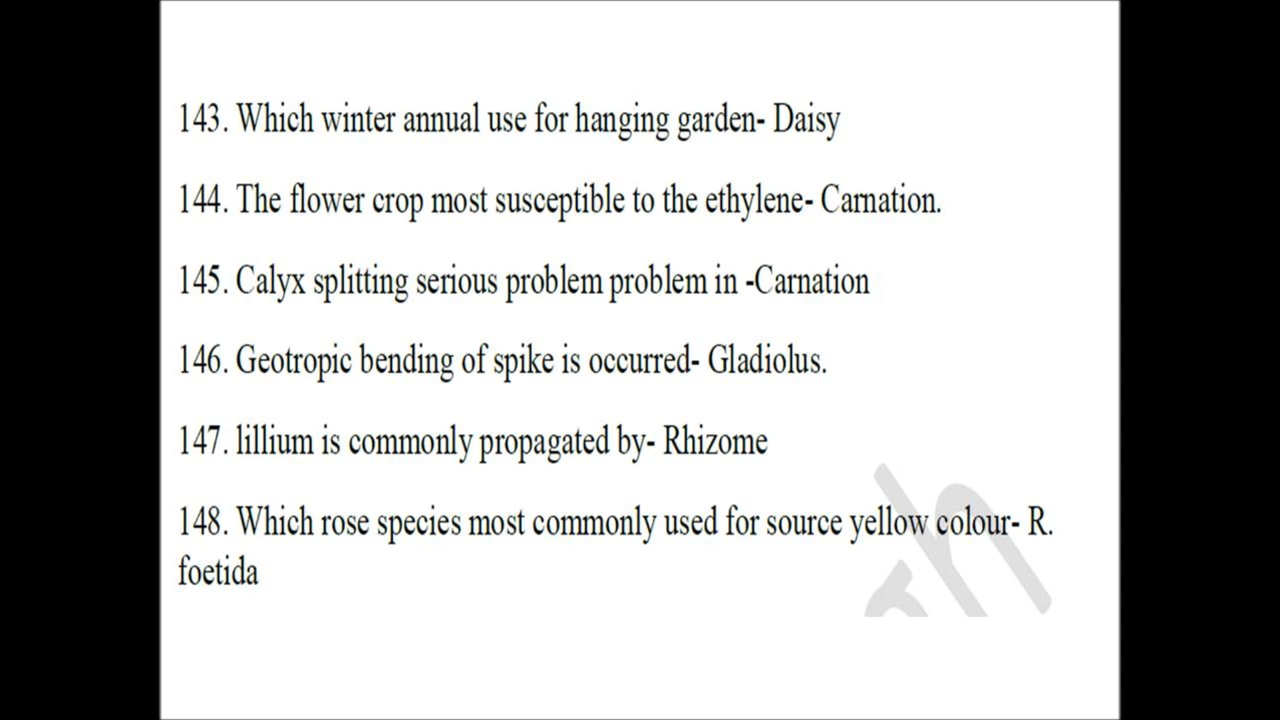 143. Which winter annual use for hanging garden- Daisy
144. The flower crop most susceptible to the ethylene- Carnation.
145. Calyx splitting serious problem problem in -Carnation
146. Geotropic bending of spike is occurred- Gladiolus.
147. lillium is commonly propagated by- Rhizome
148. Which rose species most commonly used for source yellow colour- R.
foetida